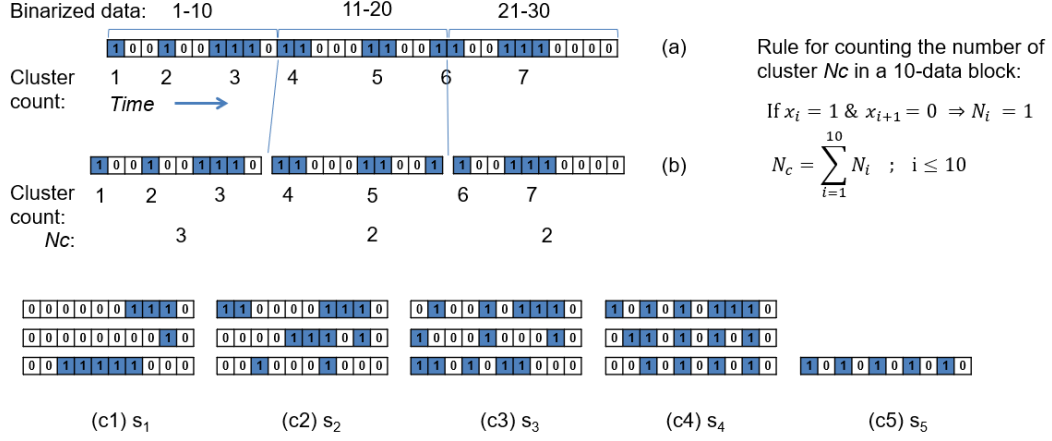 Binarized data: 1-10 11-20 21-30
1 0 0 1 0 0 1 1 1 0 1 1 0 0 0 1 1 0 0 1 1 0 0 1 1 1 0 0 0 0 (a)
Cluster count: 1 2 3 4 5 6 7
Time
1 0 0 1 0 0 1 1 1 0 1 1 0 0 0 1 1 0 0 1 1 0 0 1 1 1 0 0 0 0 (b)
Cluster count: 1 2 3 4 5 6 7
Nc: 3 2 2
Rule for counting the number of
cluster Nc in a 10-data block:
If x_i = 1 & x_{i+1} = 0 ⇒ N_i = 1
N_c = ∑_{i=1}^{10} N_i ; i ≤ 10
0 0 0 0 0 0 1 1 1 0 1 1 0 0 0 0 1 1 1 0 0 1 0 0 1 0 1 1 1 0 1 0 1 0 1 0 1 1 1 0
0 0 0 0 0 0 0 0 1 0 0 0 0 0 1 1 1 0 1 0 1 0 0 0 1 0 0 0 1 0 0 1 1 0 1 0 1 0 1 0
0 0 1 1 1 1 1 0 0 0 0 0 1 0 0 0 1 0 0 0 1 1 0 1 0 1 1 0 0 0 0 0 1 0 1 0 1 0 1 0 1 0 1 0 1 0 1 0 1 0
(c1) s₁ (c2) s₂ (c3) s₃ (c4) s₄ (c5) s₅